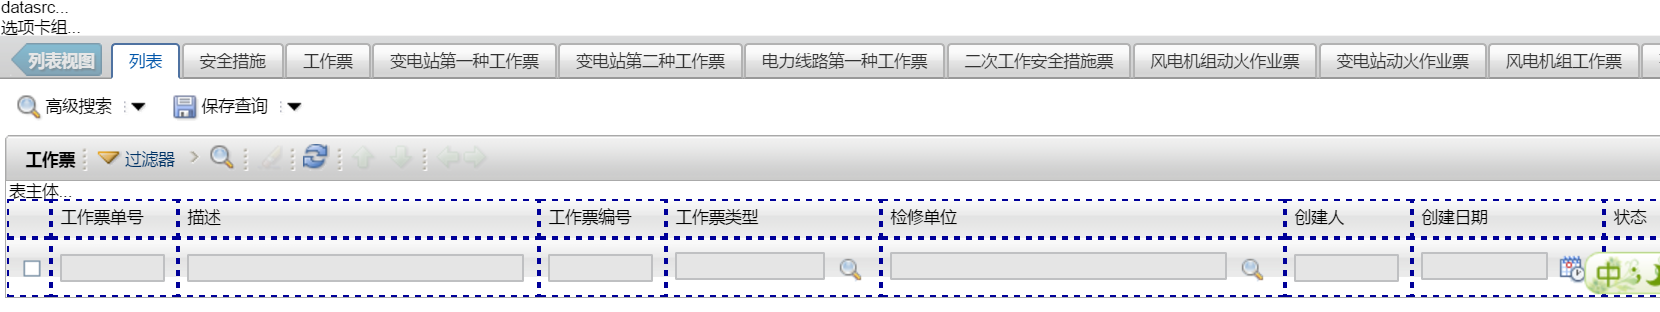 datasrc...
选项卡组...
列表视图 列表 安全措施 工作票 变电站第一种工作票 变电站第二种工作票 电力线路第一种工作票 二次工作安全措施票 风电机组动火作业票 变电站动火作业票 风电机组工作票
高级搜索 保存查询
工作票 过滤器
表主体...
工作票单号 描述 工作票编号 工作票类型 检修单位 创建人 创建日期 状态
中